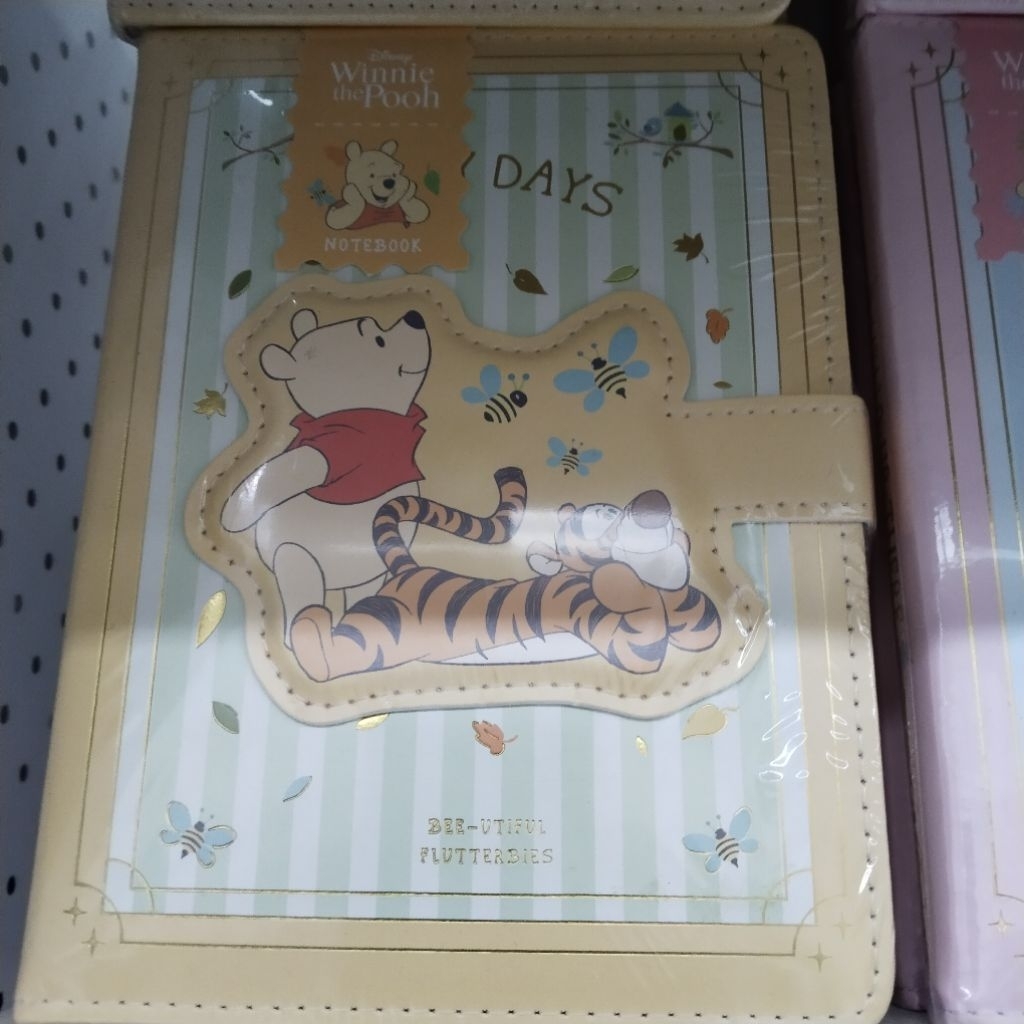 Disney
Winnie
the Pooh
NOTEBOOK
DAYS
BEE-UTIFUL
FLUTTERBIES